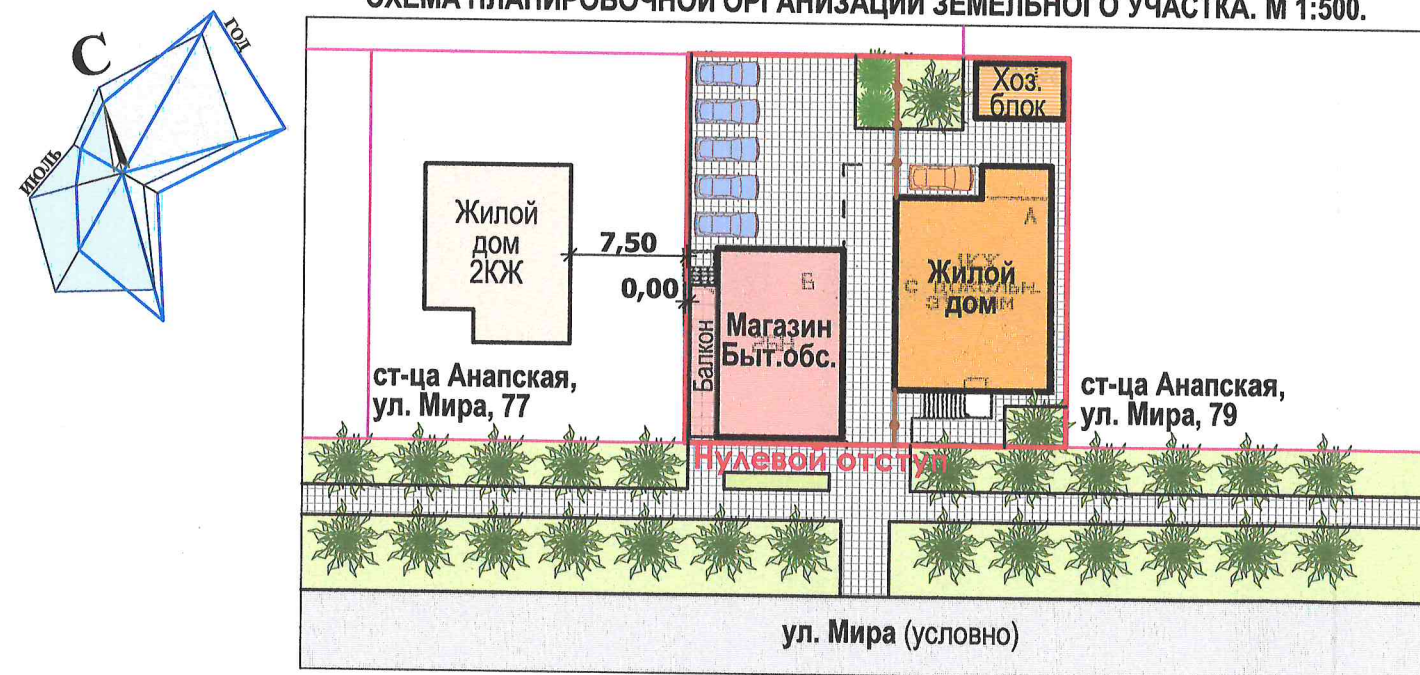 СХЕМА ПЛАНИРОВОЧНОЙ ОРГАНИЗАЦИИ ЗЕМЕЛЬНОГО УЧАСТКА. М 1:500.
С
ГОД
ИЮЛЬ
Хоз.
блок
Жилой
дом
2КЖ
7,50
0,00
Балкон
Б
Магазин
Быт.обс.
А
Жилой
дом
ст-ца Анапская,
ул. Мира, 77
ст-ца Анапская,
ул. Мира, 79
Нулевой отступ
ул. Мира (условно)